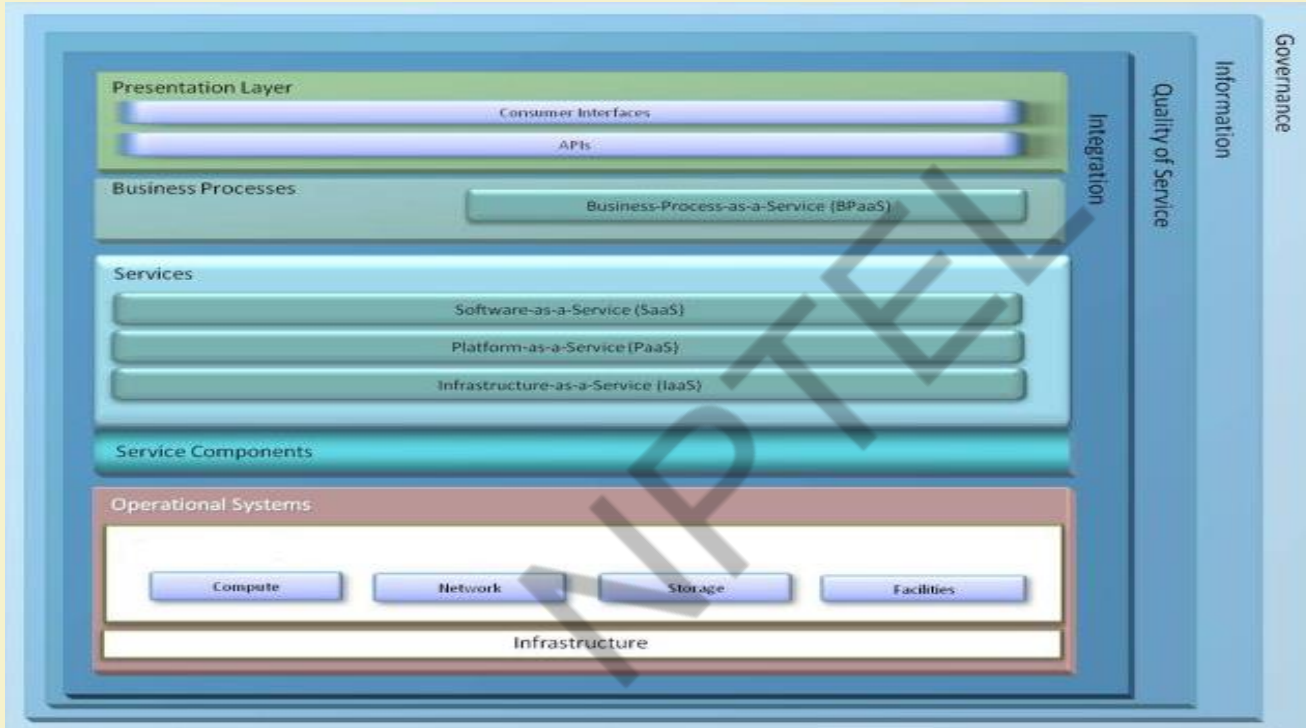 Presentation Layer
Consumer Interfaces
APIs
Business Processes
Business-Process-as-a-Service (BPaaS)
Services
Software-as-a-Service (SaaS)
Platform-as-a-Service (PaaS)
Infrastructure-as-a-Service (IaaS)
Service Components
Operational Systems
Compute
Network
Storage
Facilities
Infrastructure
Integration
Quality of Service
Information
Governance
NPTEL